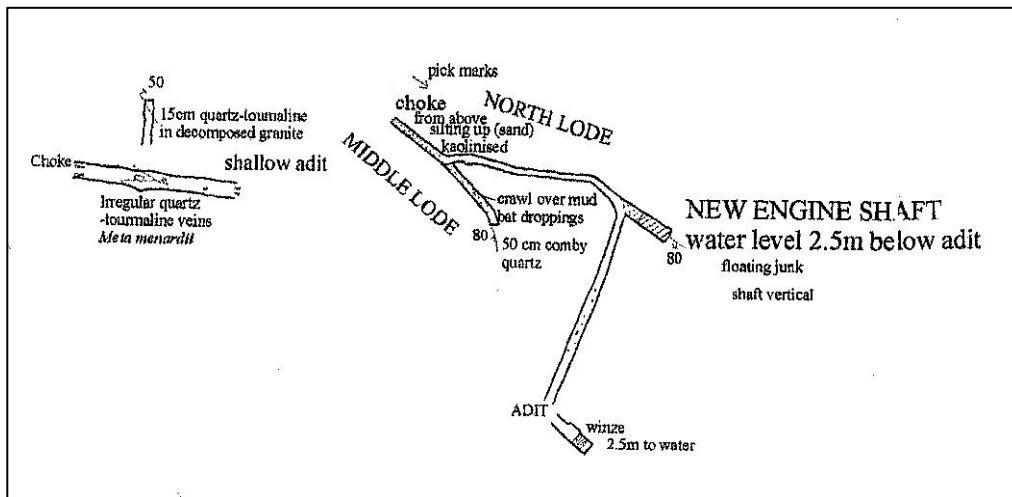 50
15cm quartz-toumaline
in decomposed granite
Choke
shallow adit
Irregular quartz
-tourmaline veins
Meta menardii
pick marks
choke
from above
silting up (sand)
kaolinised
NORTH LODE
MIDDLE LODE
crawl over mud
bat droppings
80
50 cm comby
quartz
NEW ENGINE SHAFT
water level 2.5m below adit
80
floating junk
shaft vertical
ADIT
winze
2.5m to water